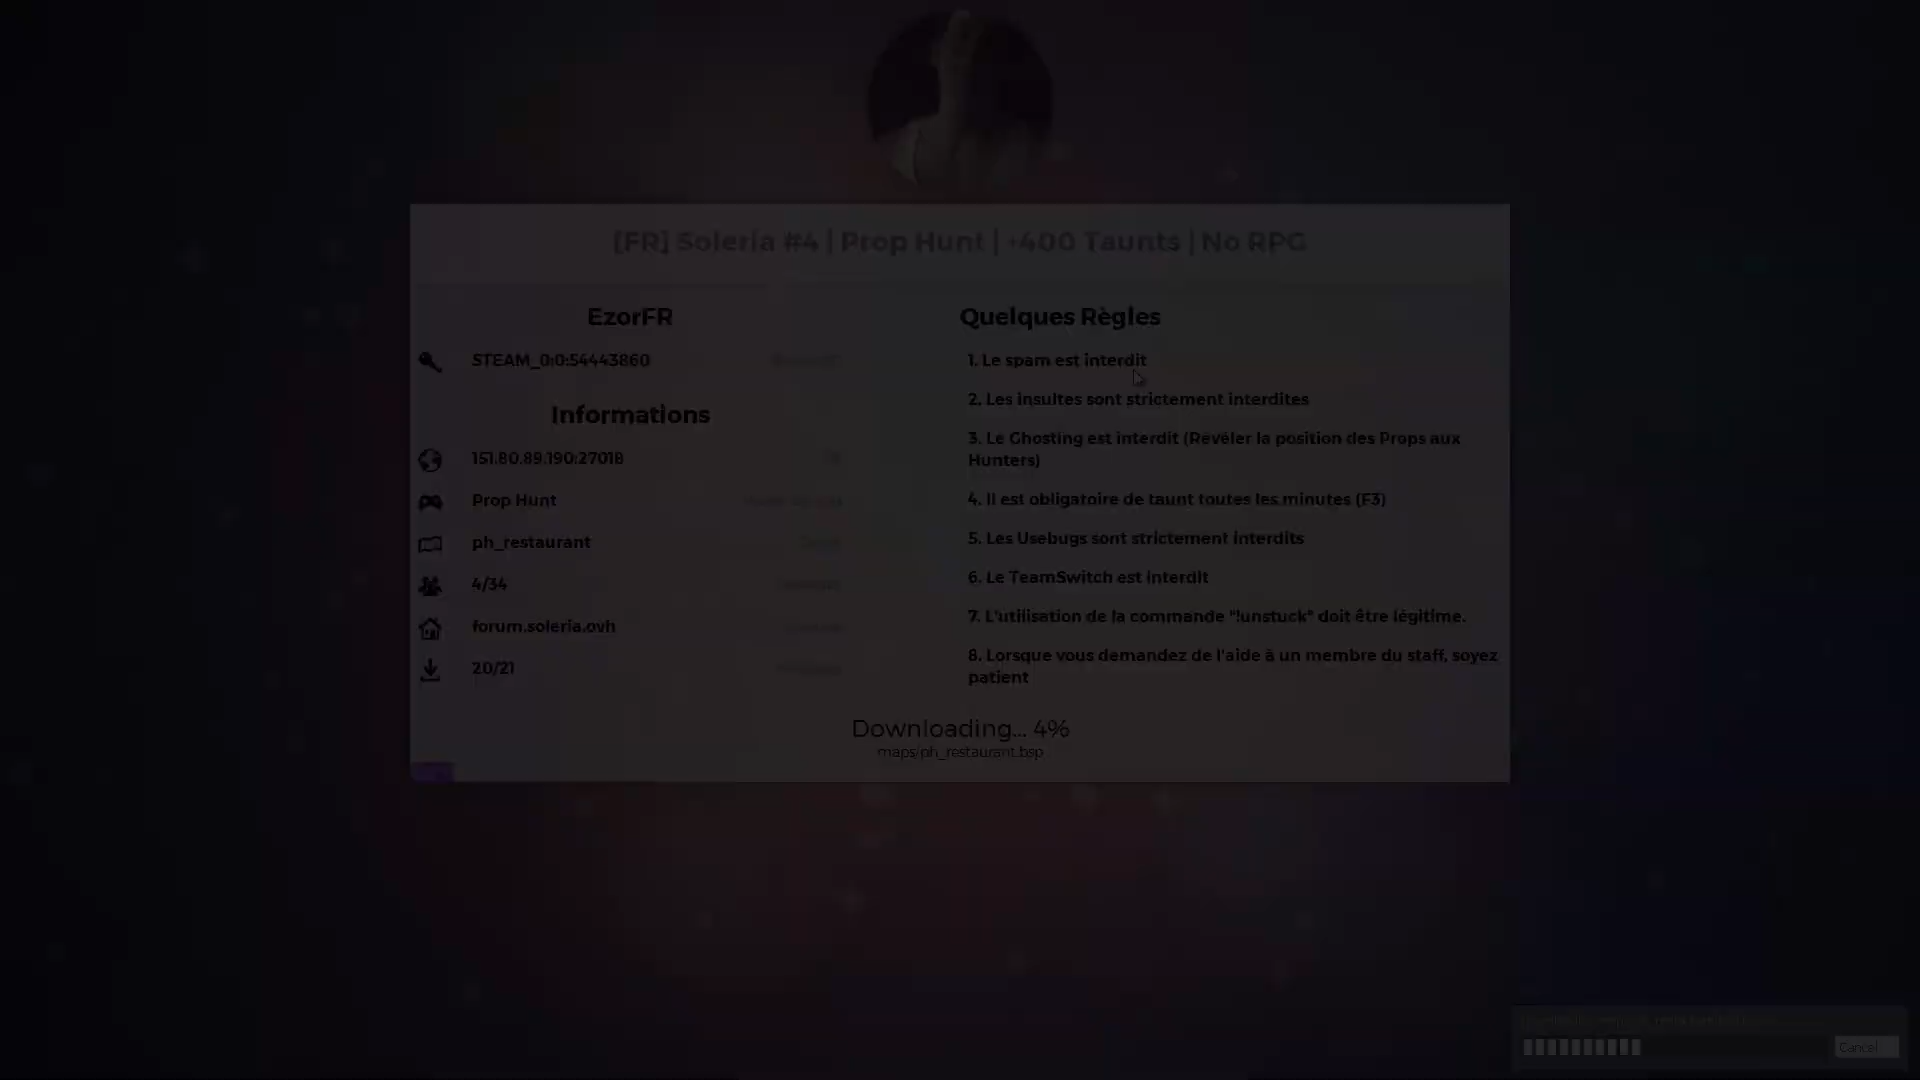 [FR] Soleria #4 | Prop Hunt | +400 Taunts | No RPG
EzorFR
STEAM_0:0:54443860
Informations
151.80.89.190:27018
Prop Hunt
ph_restaurant
4/34
forum.soleria.ovh
20/21
Quelques Règles
1. Le spam est interdit
2. Les insultes sont strictement interdites
3. Le Ghosting est interdit (Révéler la position des Props aux
Hunters)
4. Il est obligatoire de taunt toutes les minutes (F3)
5. Les Usebugs sont strictement interdits
6. Le TeamSwitch est interdit
7. L'utilisation de la commande "!unstuck" doit être légitime.
8. Lorsque vous demandez de l'aide à un membre du staff, soyez
patient
Downloading... 4%
maps/ph_restaurant.bsp
Cancel